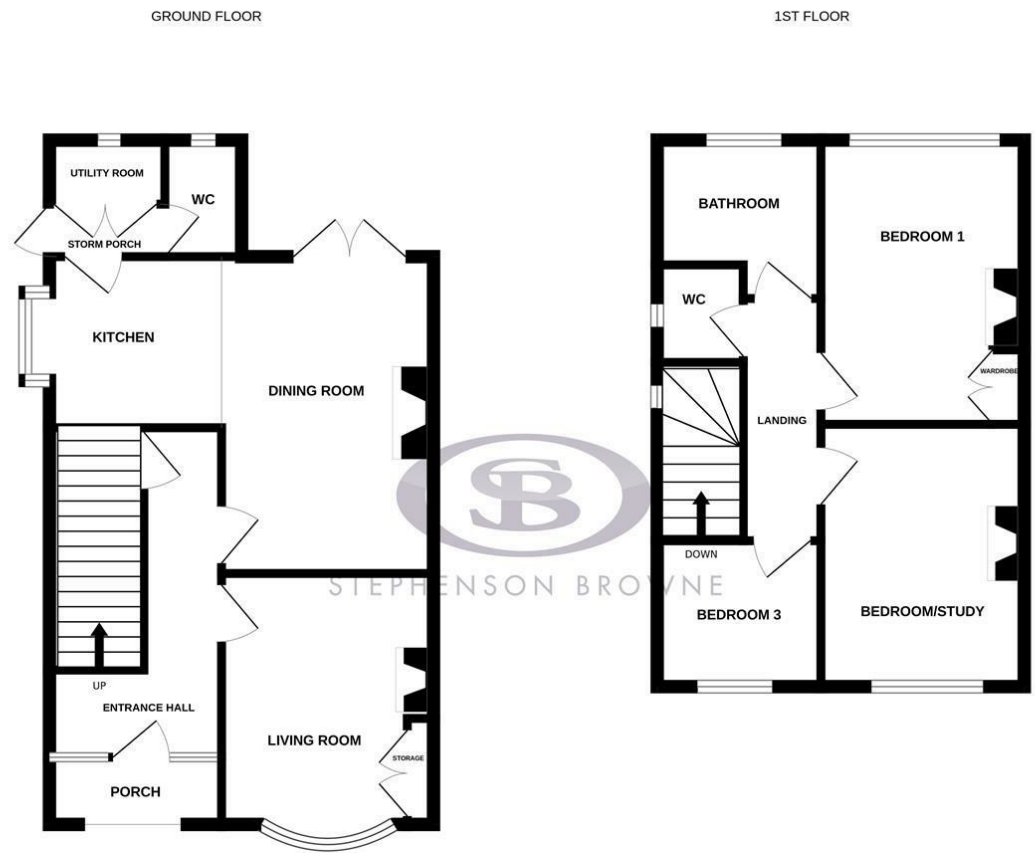 GROUND FLOOR
1ST FLOOR
UTILITY ROOM
WC
STORM PORCH
KITCHEN
DINING ROOM
UP
ENTRANCE HALL
LIVING ROOM
STORAGE
PORCH
BATHROOM
BEDROOM 1
WC
WARDROBE
LANDING
DOWN
BEDROOM 3
BEDROOM/STUDY
SB
STEPHENSON BROWNE